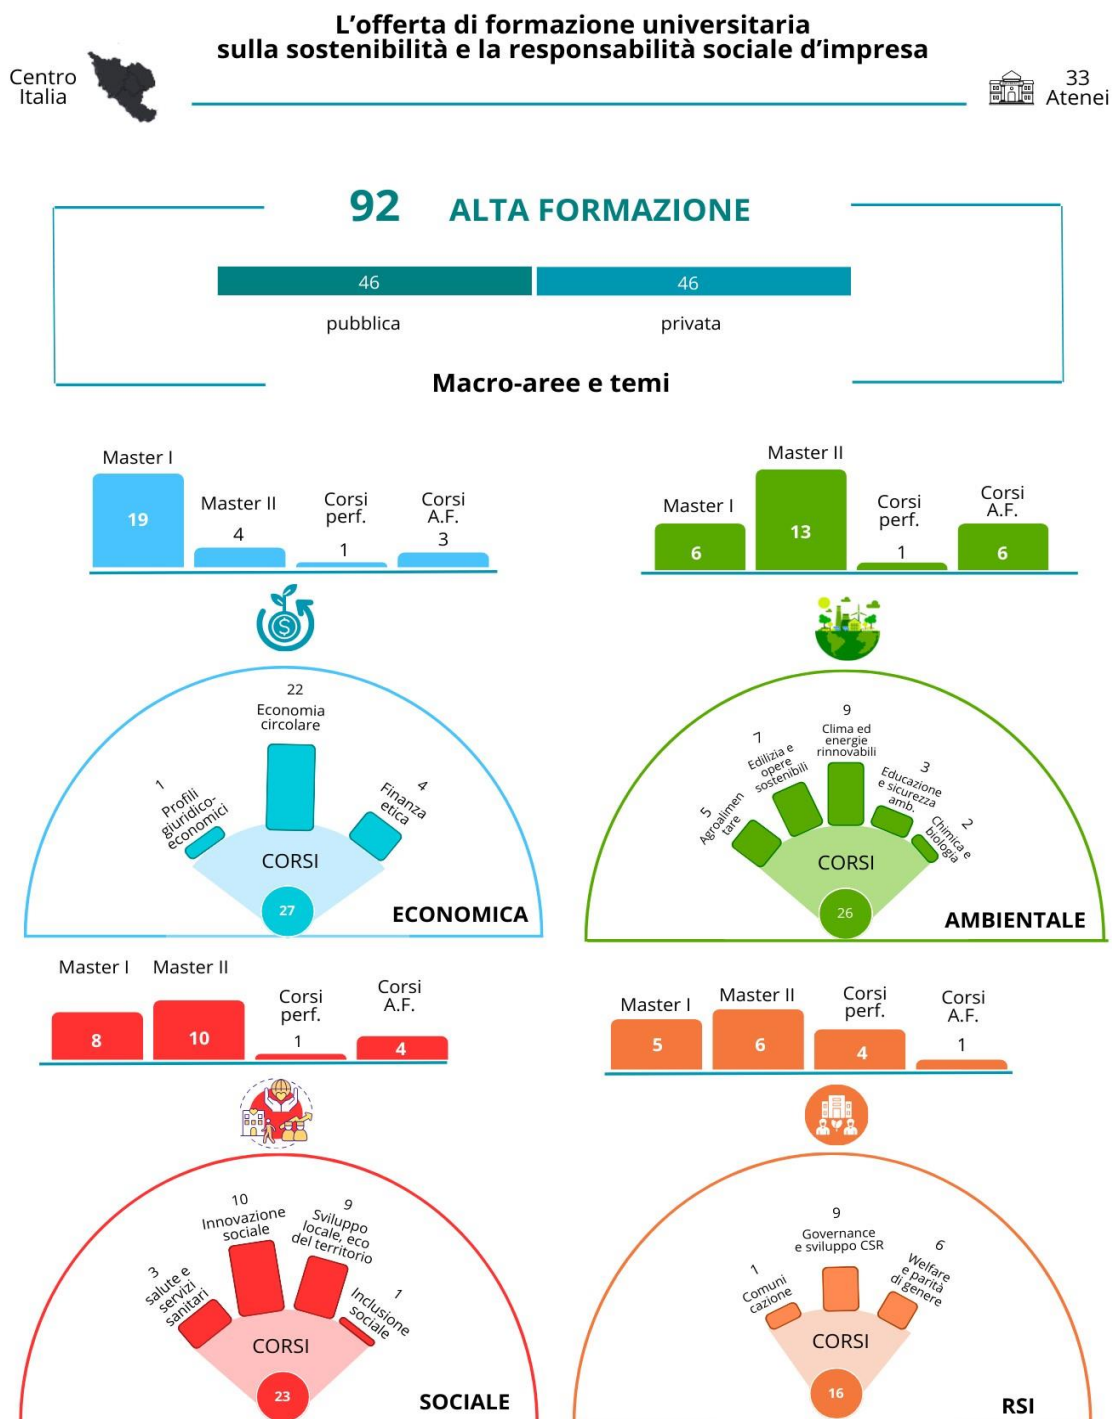 L’offerta di formazione universitaria
sulla sostenibilità e la responsabilità sociale d’impresa
Centro
Italia
33
Atenei
92 ALTA FORMAZIONE
46
46
pubblica
privata
Macro-aree e temi
Master I
19
Master II
4
Corsi
perf.
1
Corsi
A.F.
3
Master I
6
Master II
13
Corsi
perf.
1
Corsi
A.F.
6
1
Profili
giuridico-
economici
22
Economia
circolare
4
Finanza
etica
CORSI
27
ECONOMICA
5
Agroalimen
tare
7
Edilizia e
opere
sostenibili
9
Clima ed
energie
rinnovabili
3
Educazione
e sicurezza
amb.
2
Chimica e
biologia
CORSI
26
AMBIENTALE
Master I
8
Master II
10
Corsi
perf.
1
Corsi
A.F.
4
Master I
5
Master II
6
Corsi
perf.
4
Corsi
A.F.
1
3
salute e
servizi
sanitari
10
Innovazione
sociale
9
Sviluppo
locale, eco
del territorio
1
Inclusione
sociale
CORSI
23
SOCIALE
1
Comuni
cazione
9
Governance
e sviluppo CSR
6
Welfare
e parità
di genere
CORSI
16
RSI